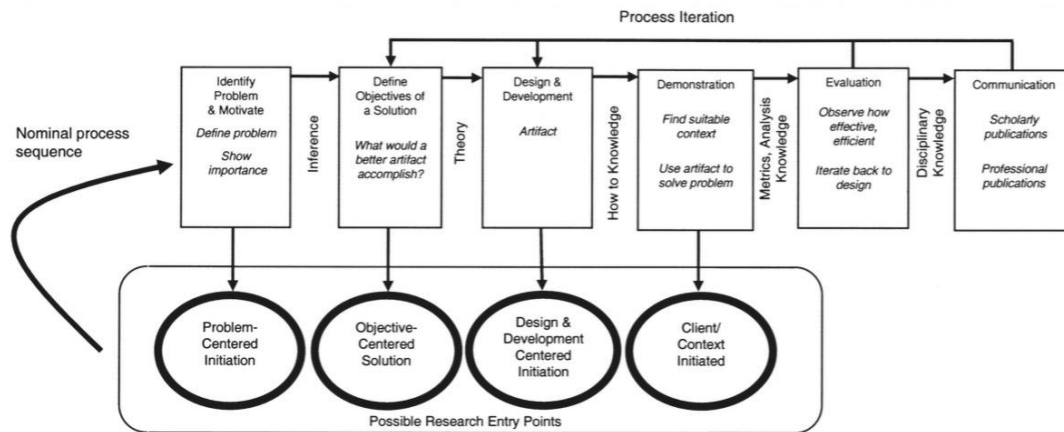 Process Iteration
Nominal process
sequence
Identify
Problem
& Motivate
Define problem
Show
importance
Inference
Define
Objectives of
a Solution
What would a
better artifact
accomplish?
Theory
Design &
Development
Artifact
How to Knowledge
Demonstration
Find suitable
context
Use artifact to
solve problem
Metrics, Analysis
Knowledge
Evaluation
Observe how
effective,
efficient
Iterate back to
design
Disciplinary
Knowledge
Communication
Scholarly
publications
Professional
publications
Problem-
Centered
Initiation
Objective-
Centered
Solution
Design &
Development
Centered
Initiation
Client/
Context
Initiated
Possible Research Entry Points